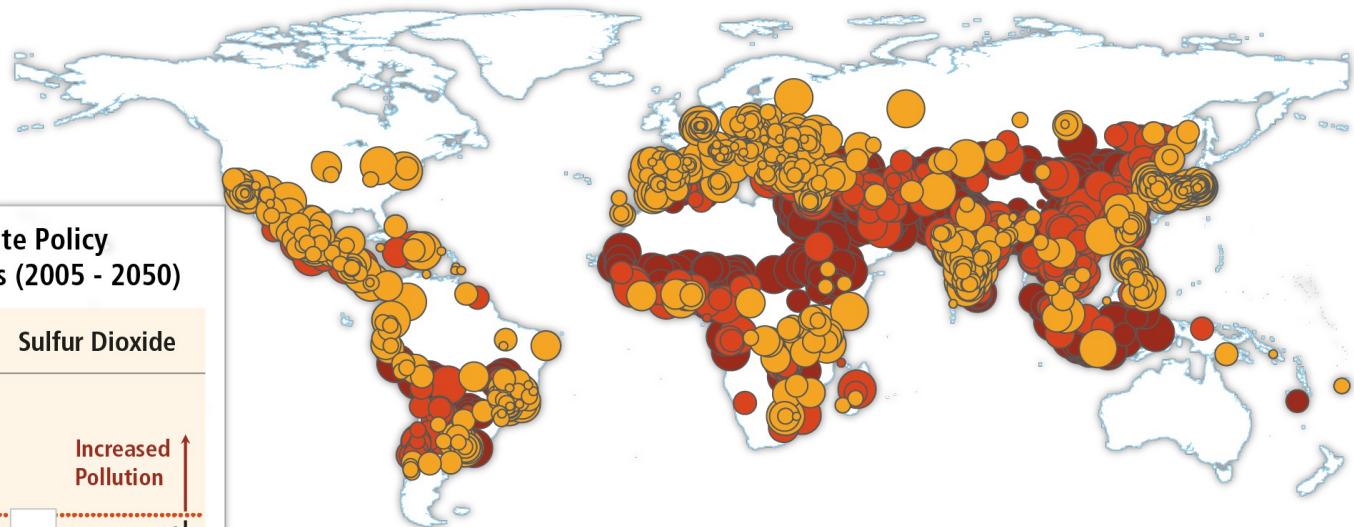 te Policy
s (2005 - 2050)
Sulfur Dioxide
Increased
Pollution